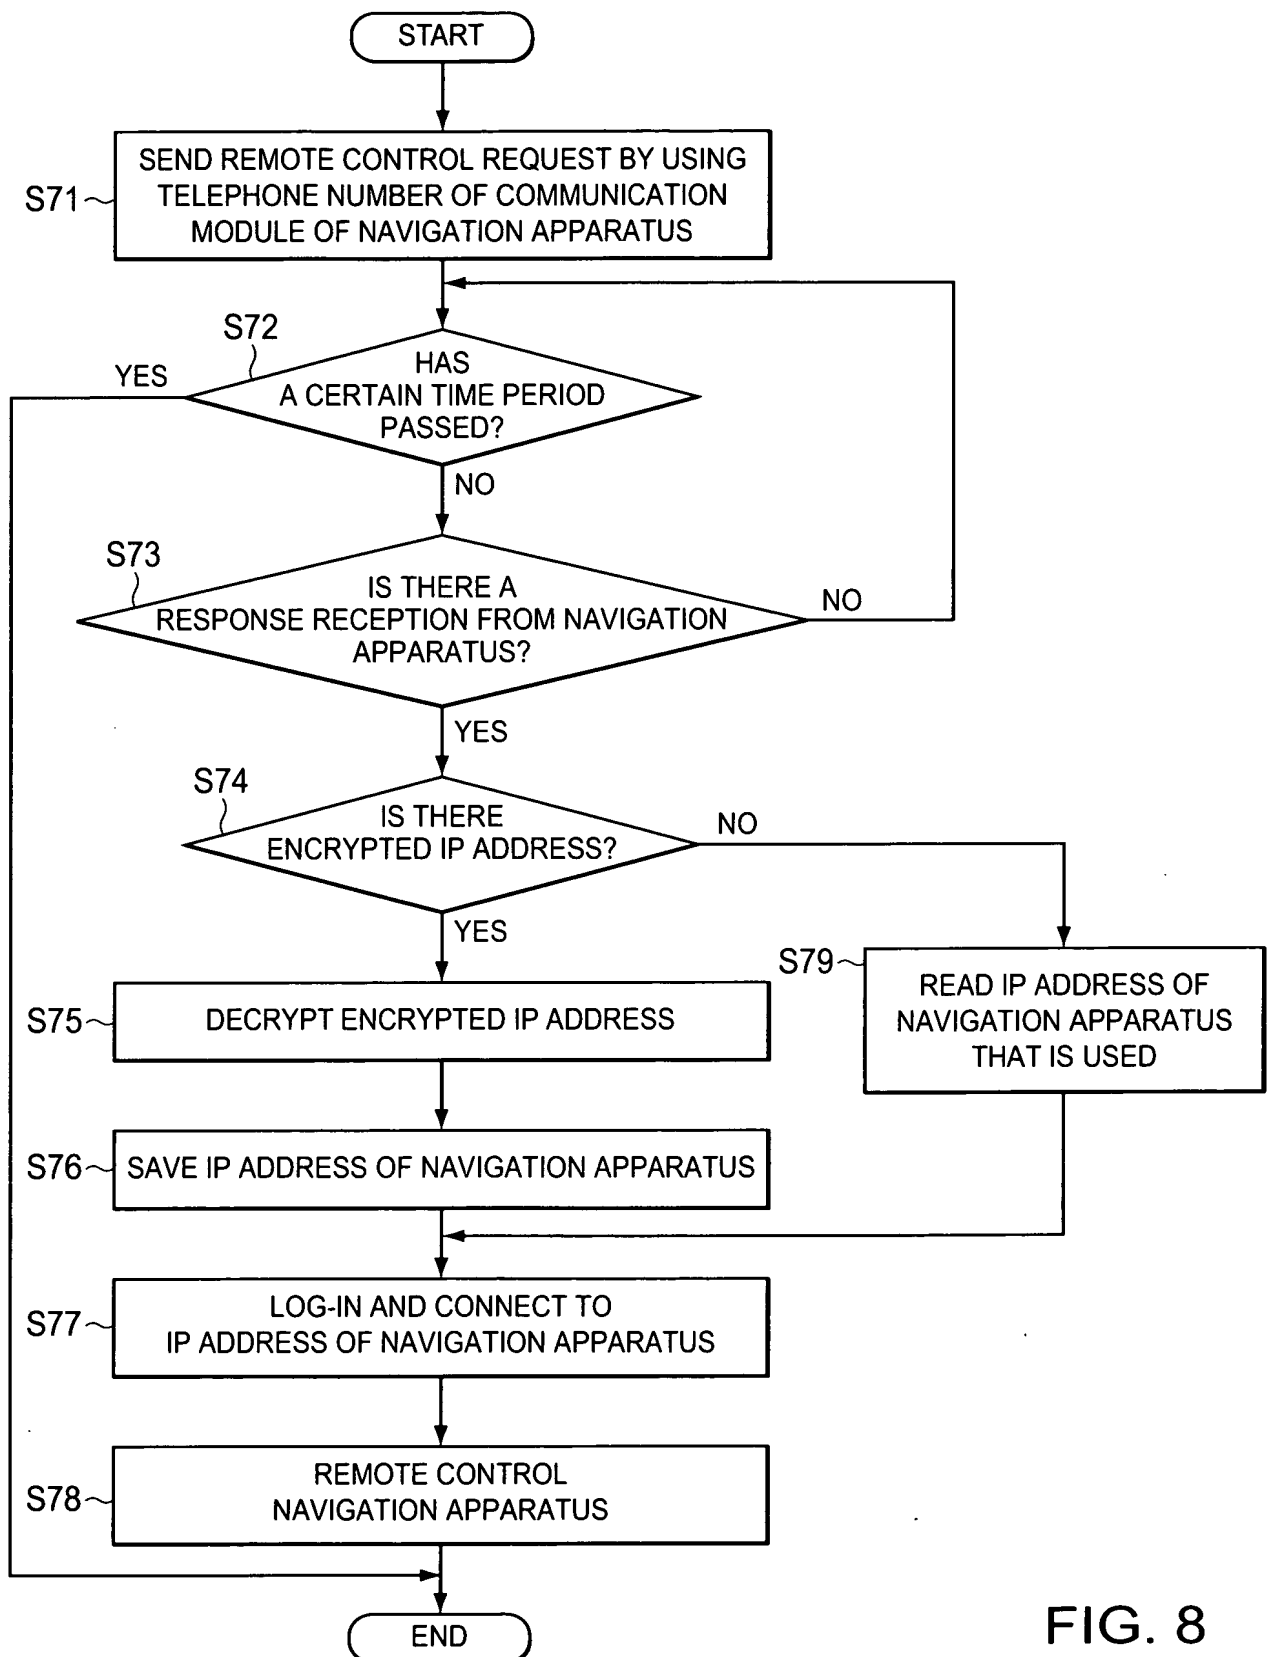 START
S71
SEND REMOTE CONTROL REQUEST BY USING
TELEPHONE NUMBER OF COMMUNICATION
MODULE OF NAVIGATION APPARATUS
S72
YES
HAS
A CERTAIN TIME PERIOD
PASSED?
NO
S73
IS THERE A
RESPONSE RECEPTION FROM NAVIGATION
APPARATUS?
NO
YES
S74
IS THERE
ENCRYPTED IP ADDRESS?
NO
YES
S79
READ IP ADDRESS OF
NAVIGATION APPARATUS
THAT IS USED
S75
DECRYPT ENCRYPTED IP ADDRESS
S76
SAVE IP ADDRESS OF NAVIGATION APPARATUS
S77
LOG-IN AND CONNECT TO
IP ADDRESS OF NAVIGATION APPARATUS
S78
REMOTE CONTROL
NAVIGATION APPARATUS
END
FIG. 8